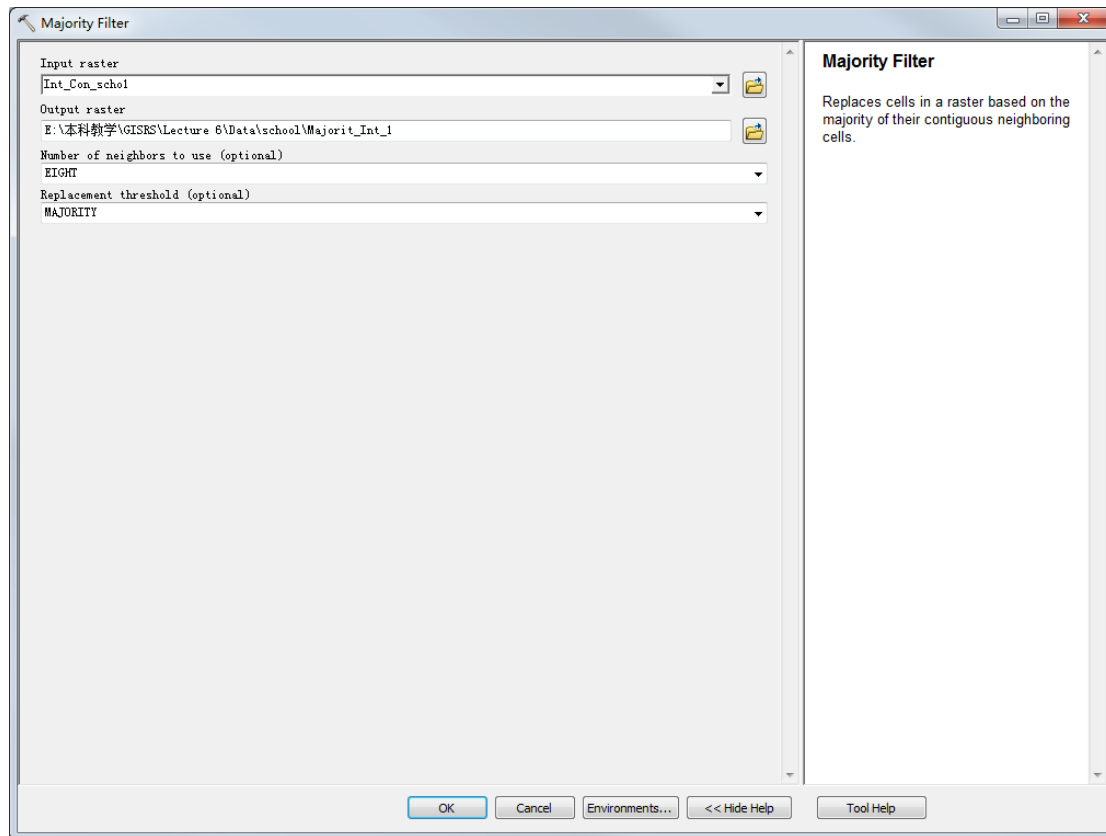 Majority Filter
Input raster
Int_Con_scho1
Output raster
E:\本科教学\GISRS\Lecture 6\Data\school\Majorit_Int_1
Number of neighbors to use (optional)
EIGHT
Replacement threshold (optional)
MAJORITY
Majority Filter
Replaces cells in a raster based on the
majority of their contiguous neighboring
cells.
OK
Cancel
Environments...
<< Hide Help
Tool Help